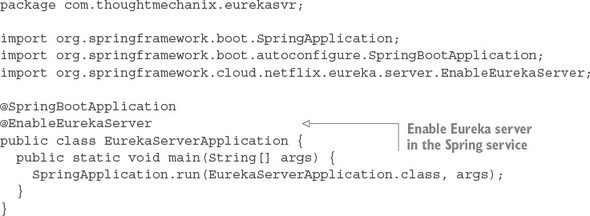 package com.thoughtmechanix.eurekasvr;

import org.springframework.boot.SpringApplication;
import org.springframework.boot.autoconfigure.SpringBootApplication;
import org.springframework.cloud.netflix.eureka.server.EnableEurekaServer;

@SpringBootApplication
@EnableEurekaServer
public class EurekaServerApplication {
  public static void main(String[] args) {
    SpringApplication.run(EurekaServerApplication.class, args);
  }
}
Enable Eureka server
in the Spring service